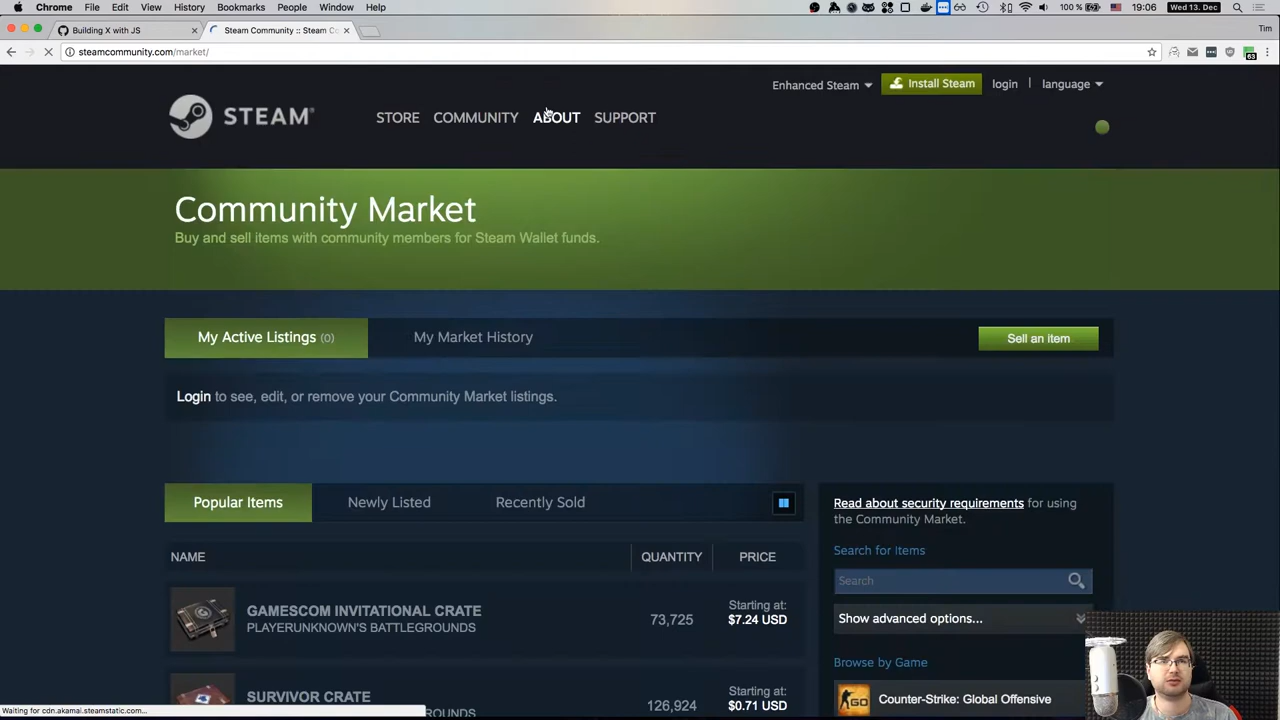 Chrome File Edit View History Bookmarks People Window Help 100 % 19:06 Wed 13. Dec
Building X with JS Steam Community :: Steam Co Tim
steamcommunity.com/market/ 63
Enhanced Steam Install Steam login language
STEAM® STORE COMMUNITY ABOUT SUPPORT
Community Market
Buy and sell items with community members for Steam Wallet funds.
My Active Listings (0) My Market History Sell an item
Login to see, edit, or remove your Community Market listings.
Popular Items Newly Listed Recently Sold
NAME QUANTITY PRICE
GAMESCOM INVITATIONAL CRATE
PLAYERUNKNOWN'S BATTLEGROUNDS
73,725
Starting at:
$7.24 USD
SURVIVOR CRATE
PLAYERUNKNOWN'S BATTLEGROUNDS
126,924
Starting at:
$0.71 USD
Read about security requirements for using
the Community Market.
Search for Items
Search
Show advanced options...
Browse by Game
GO Counter-Strike: Global Offensive
Waiting for cdn.akamai.steamstatic.com...